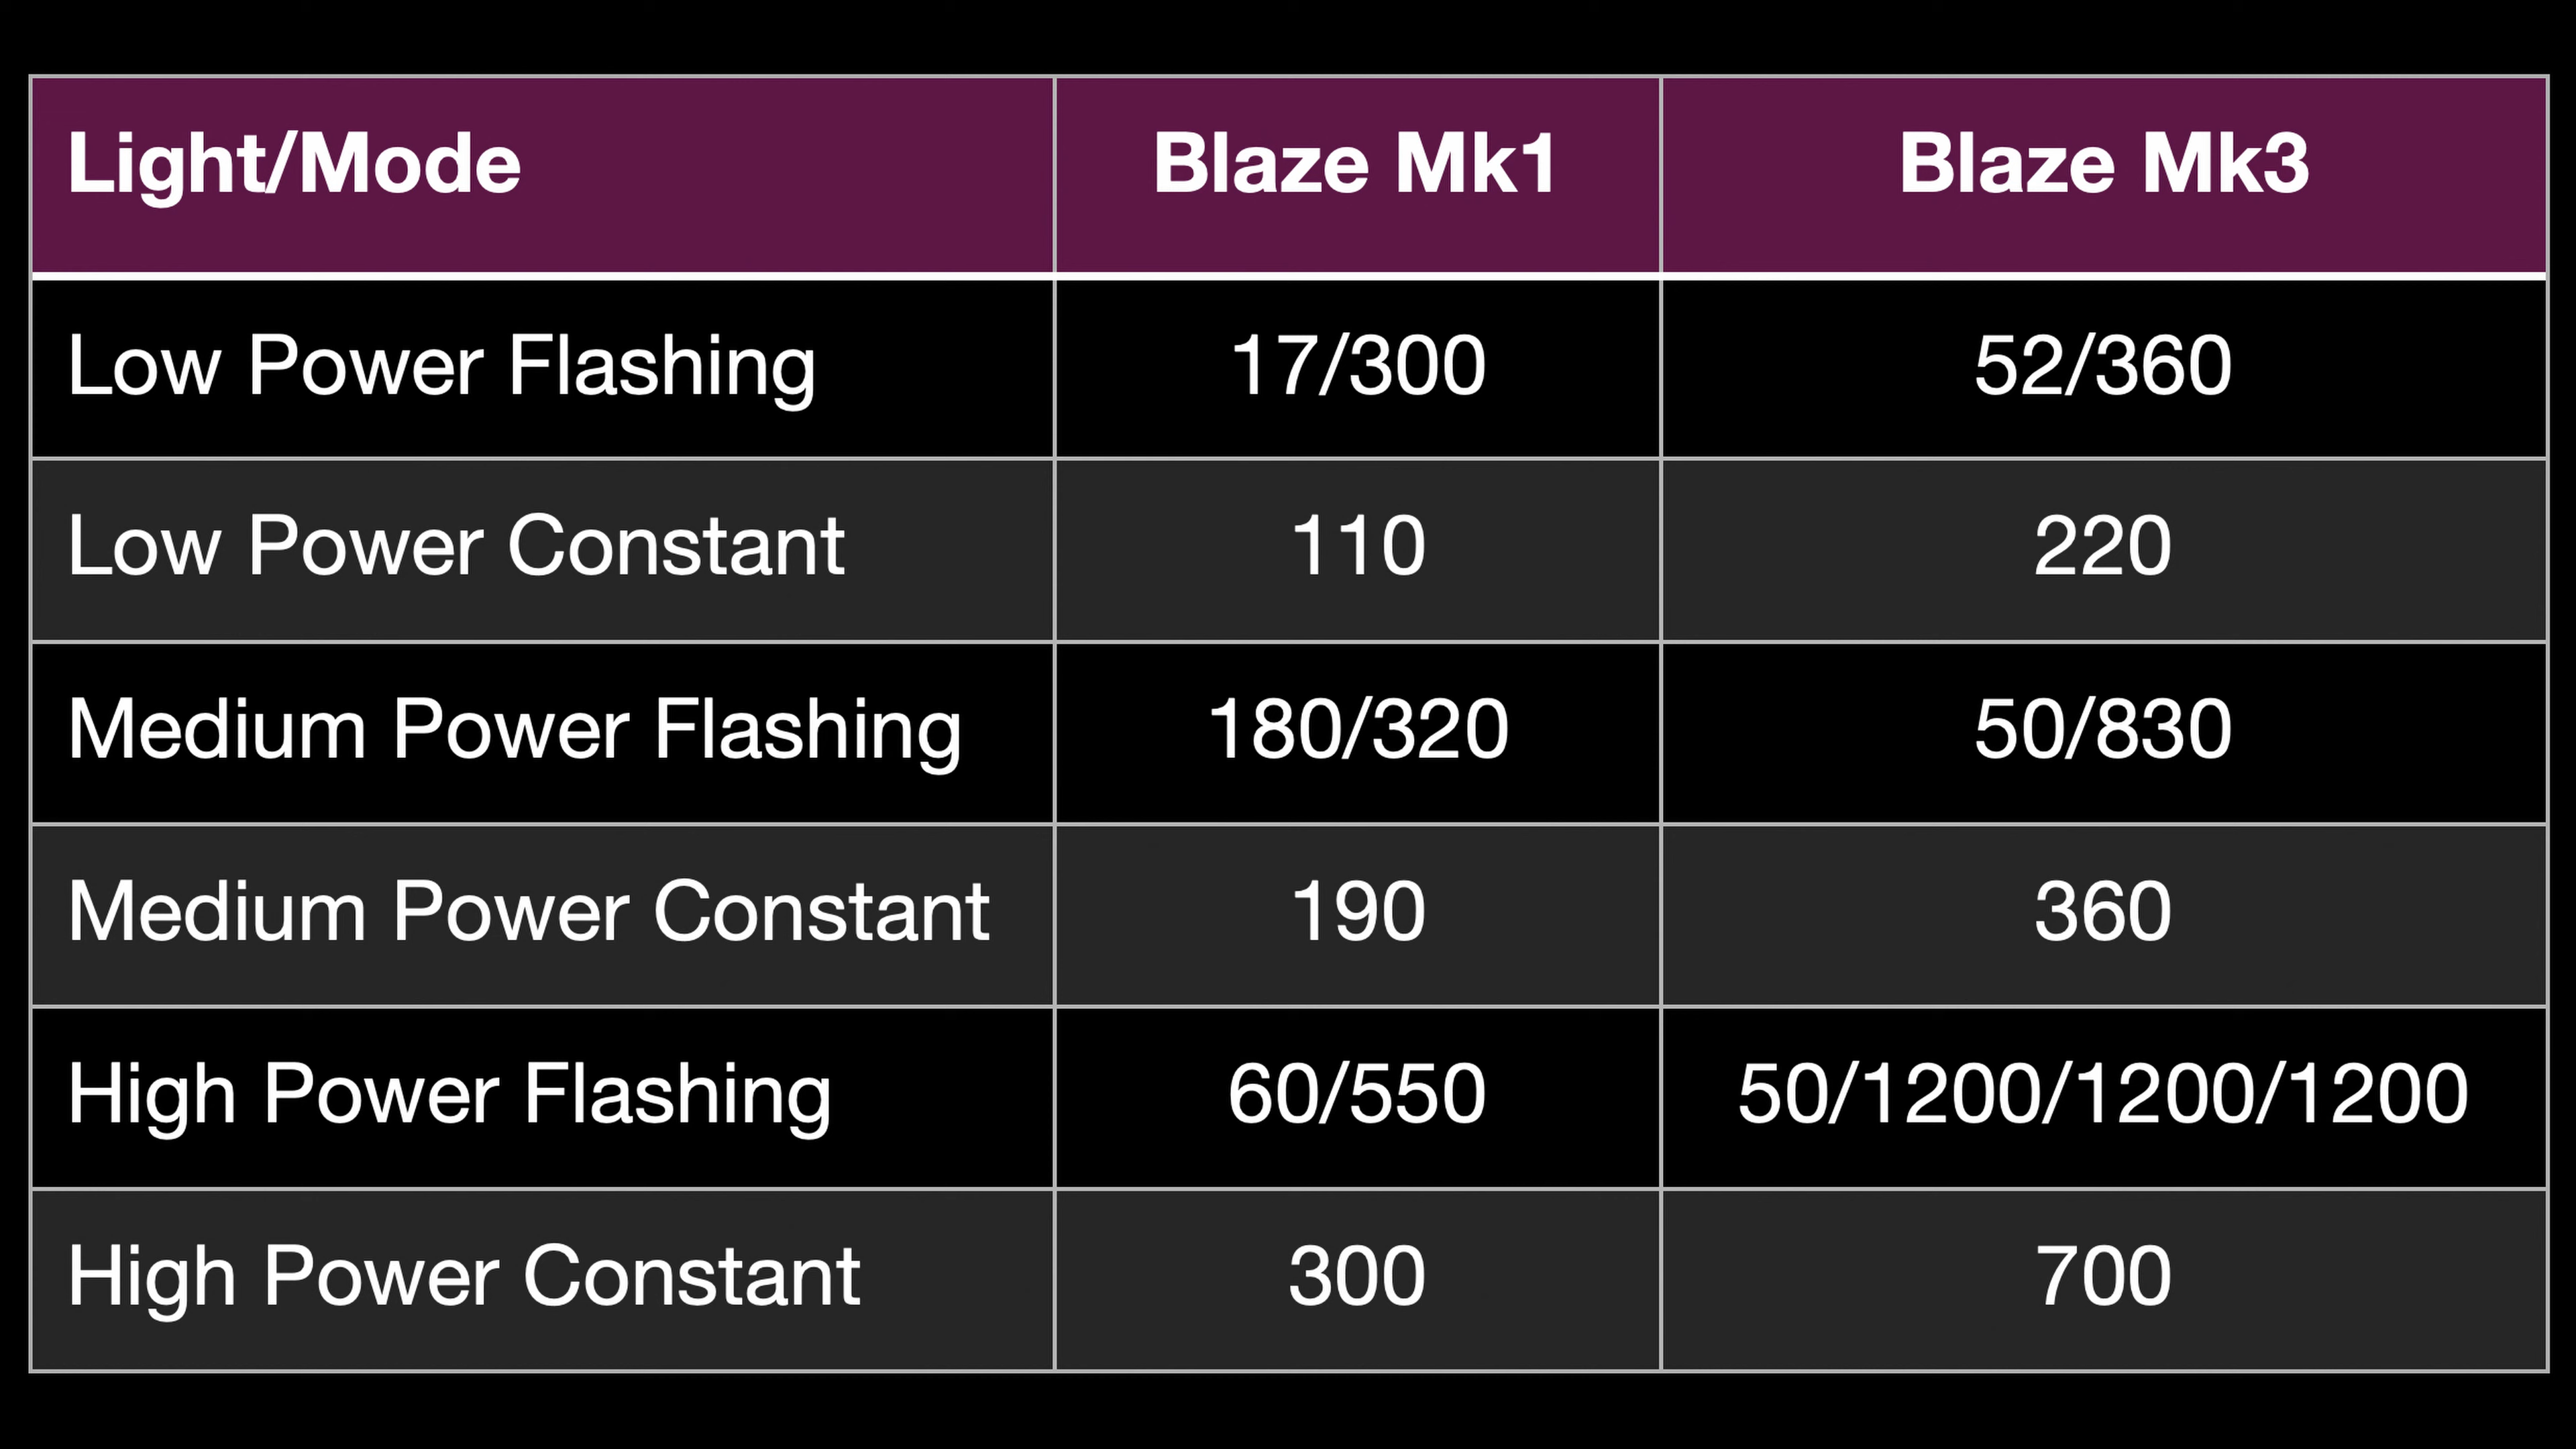 Light/Mode Blaze Mk1 Blaze Mk3
Low Power Flashing 17/300 52/360
Low Power Constant 110 220
Medium Power Flashing 180/320 50/830
Medium Power Constant 190 360
High Power Flashing 60/550 50/1200/1200/1200
High Power Constant 300 700